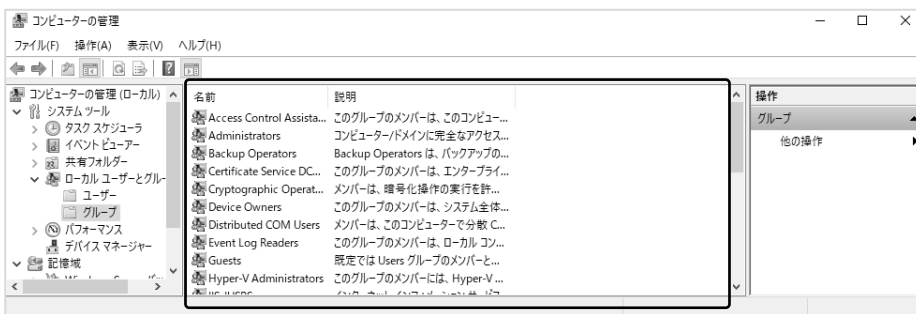 コンピューターの管理
ファイル(F) 操作(A) 表示(V) ヘルプ(H)
コンピューターの管理 (ローカル)
システム ツール
タスク スケジューラ
イベント ビューアー
共有フォルダー
ローカル ユーザーとグルー
ユーザー
グループ
パフォーマンス
デバイス マネージャー
記憶域
名前 説明
Access Control Assista... このグループのメンバーは、このコンピュー...
Administrators コンピューター/ドメインに完全なアクセス...
Backup Operators Backup Operators は、バックアップの...
Certificate Service DC... このグループのメンバーは、エンタープライ...
Cryptographic Operat... メンバーは、暗号化操作の実行を許...
Device Owners このグループのメンバーは、システム全体...
Distributed COM Users メンバーは、このコンピューターで分散 C...
Event Log Readers このグループのメンバーは、ローカル コン...
Guests 既定では Users グループのメンバーと...
Hyper-V Administrators このグループのメンバーには、Hyper-V ...
操作
グループ
他の操作